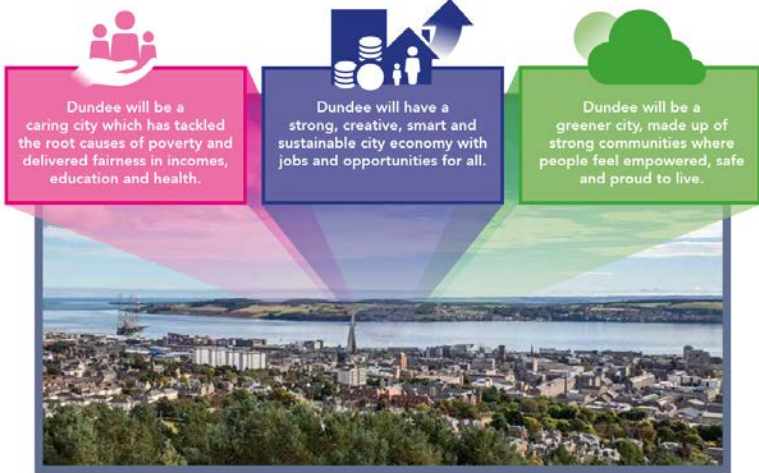 Dundee will be a
caring city which has tackled
the root causes of poverty and
delivered fairness in incomes,
education and health.
Dundee will have a
strong, creative, smart and
sustainable city economy with
jobs and opportunities for all.
Dundee will be a
greener city, made up of
strong communities where
people feel empowered, safe
and proud to live.